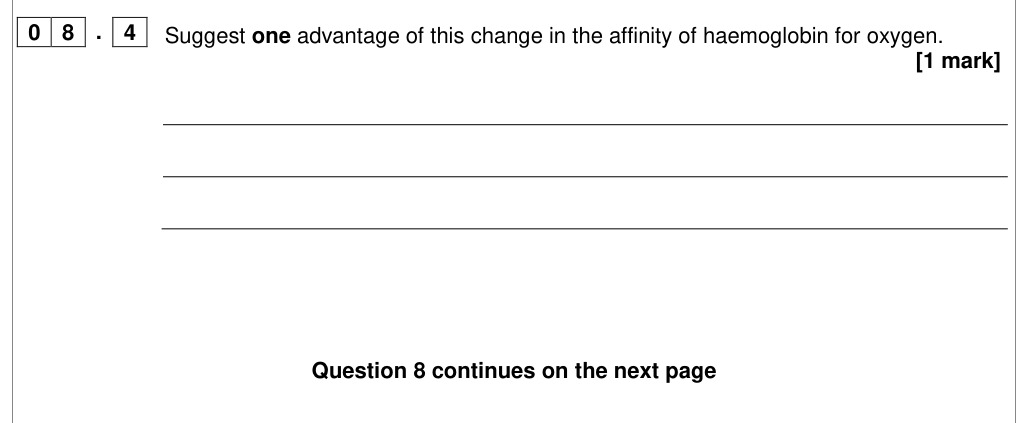 0 8 . 4 Suggest one advantage of this change in the affinity of haemoglobin for oxygen.
[1 mark]
Question 8 continues on the next page